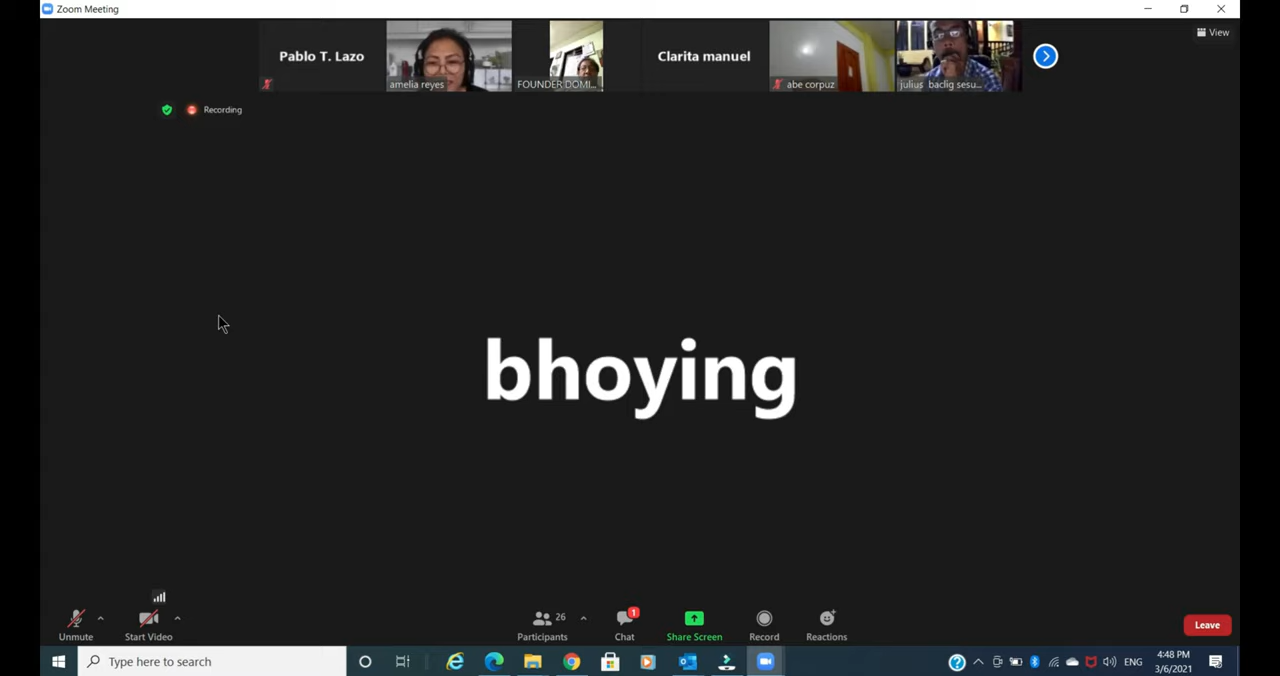 Zoom Meeting
Pablo T. Lazo
amelia reyes
FOUNDER DOMI...
Clarita manuel
abe corpuz
julius baclig sesu...
View
Recording
bhoying
Unmute
Start Video
Participants
26
Chat
1
Share Screen
Record
Reactions
Leave
Type here to search
ENG
4:48 PM
3/6/2021